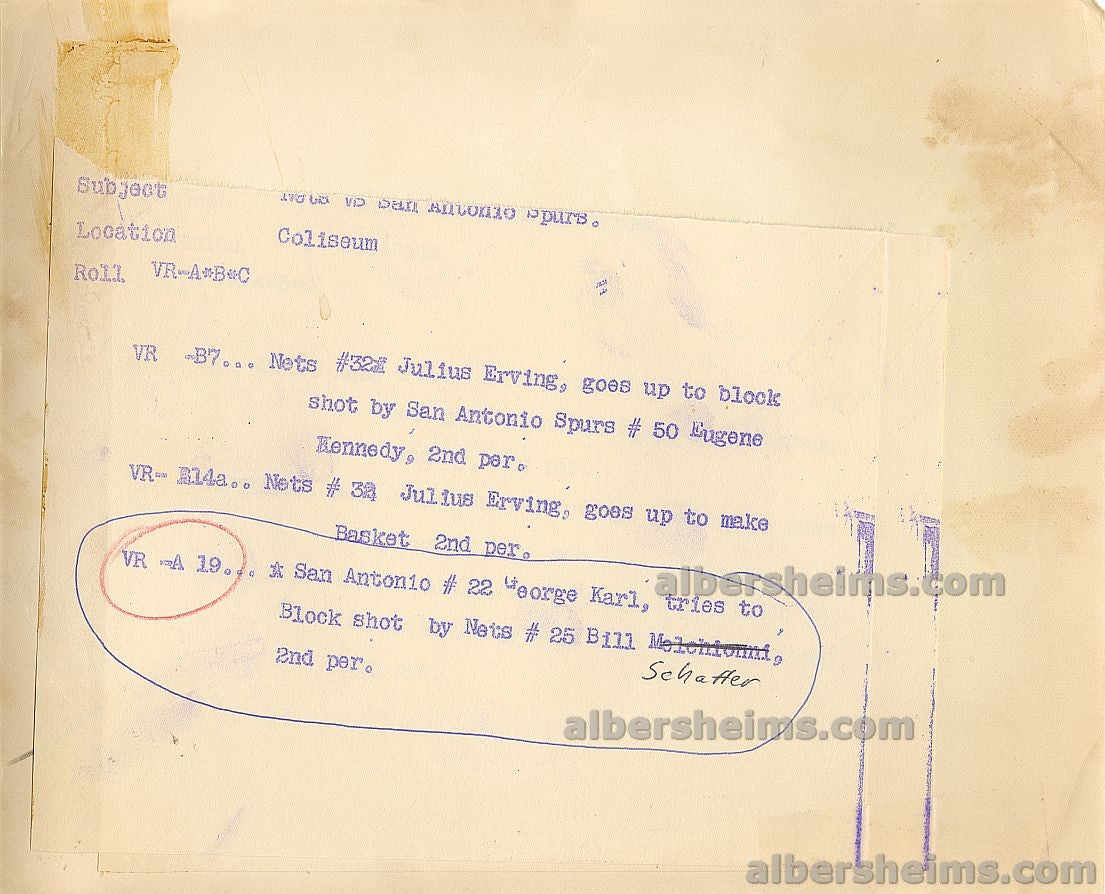 Subject Nets vs San Antonio Spurs.
Location Coliseum
Roll VR-A*B*C
VR -B7... Nets #32 Julius Erving, goes up to block
shot by San Antonio Spurs # 50 Eugene
Kennedy, 2nd per.
VR- 14a.. Nets # 32 Julius Erving, goes up to make
Basket 2nd per.
VR -A 19... San Antonio # 22 George Karl, tries to
albersheims.com
Block shot by Nets # 25 Bill Melchionni,
2nd per.
Schaffer
albersheims.com
albersheims.com